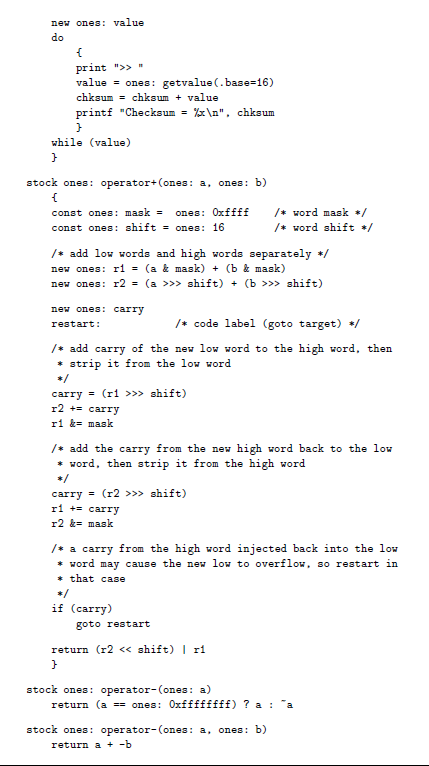 new ones: value
do
{
print ">> "
value = ones: getvalue(.base=16)
chksum = chksum + value
printf "Checksum = %x\n", chksum
}
while (value)
}
stock ones: operator+(ones: a, ones: b)
{
const ones: mask = ones: 0xffff /* word mask */
const ones: shift = ones: 16 /* word shift */
/* add low words and high words separately */
new ones: r1 = (a & mask) + (b & mask)
new ones: r2 = (a >>> shift) + (b >>> shift)
new ones: carry
restart: /* code label (goto target) */
/* add carry of the new low word to the high word, then
* strip it from the low word
*/
carry = (r1 >>> shift)
r2 += carry
r1 &= mask
/* add the carry from the new high word back to the low
* word, then strip it from the high word
*/
carry = (r2 >>> shift)
r1 += carry
r2 &= mask
/* a carry from the high word injected back into the low
* word may cause the new low to overflow, so restart in
* that case
*/
if (carry)
goto restart
return (r2 << shift) | r1
}
stock ones: operator-(ones: a)
return (a == ones: 0xffffffff) ? a : ~a
stock ones: operator-(ones: a, ones: b)
return a + -b